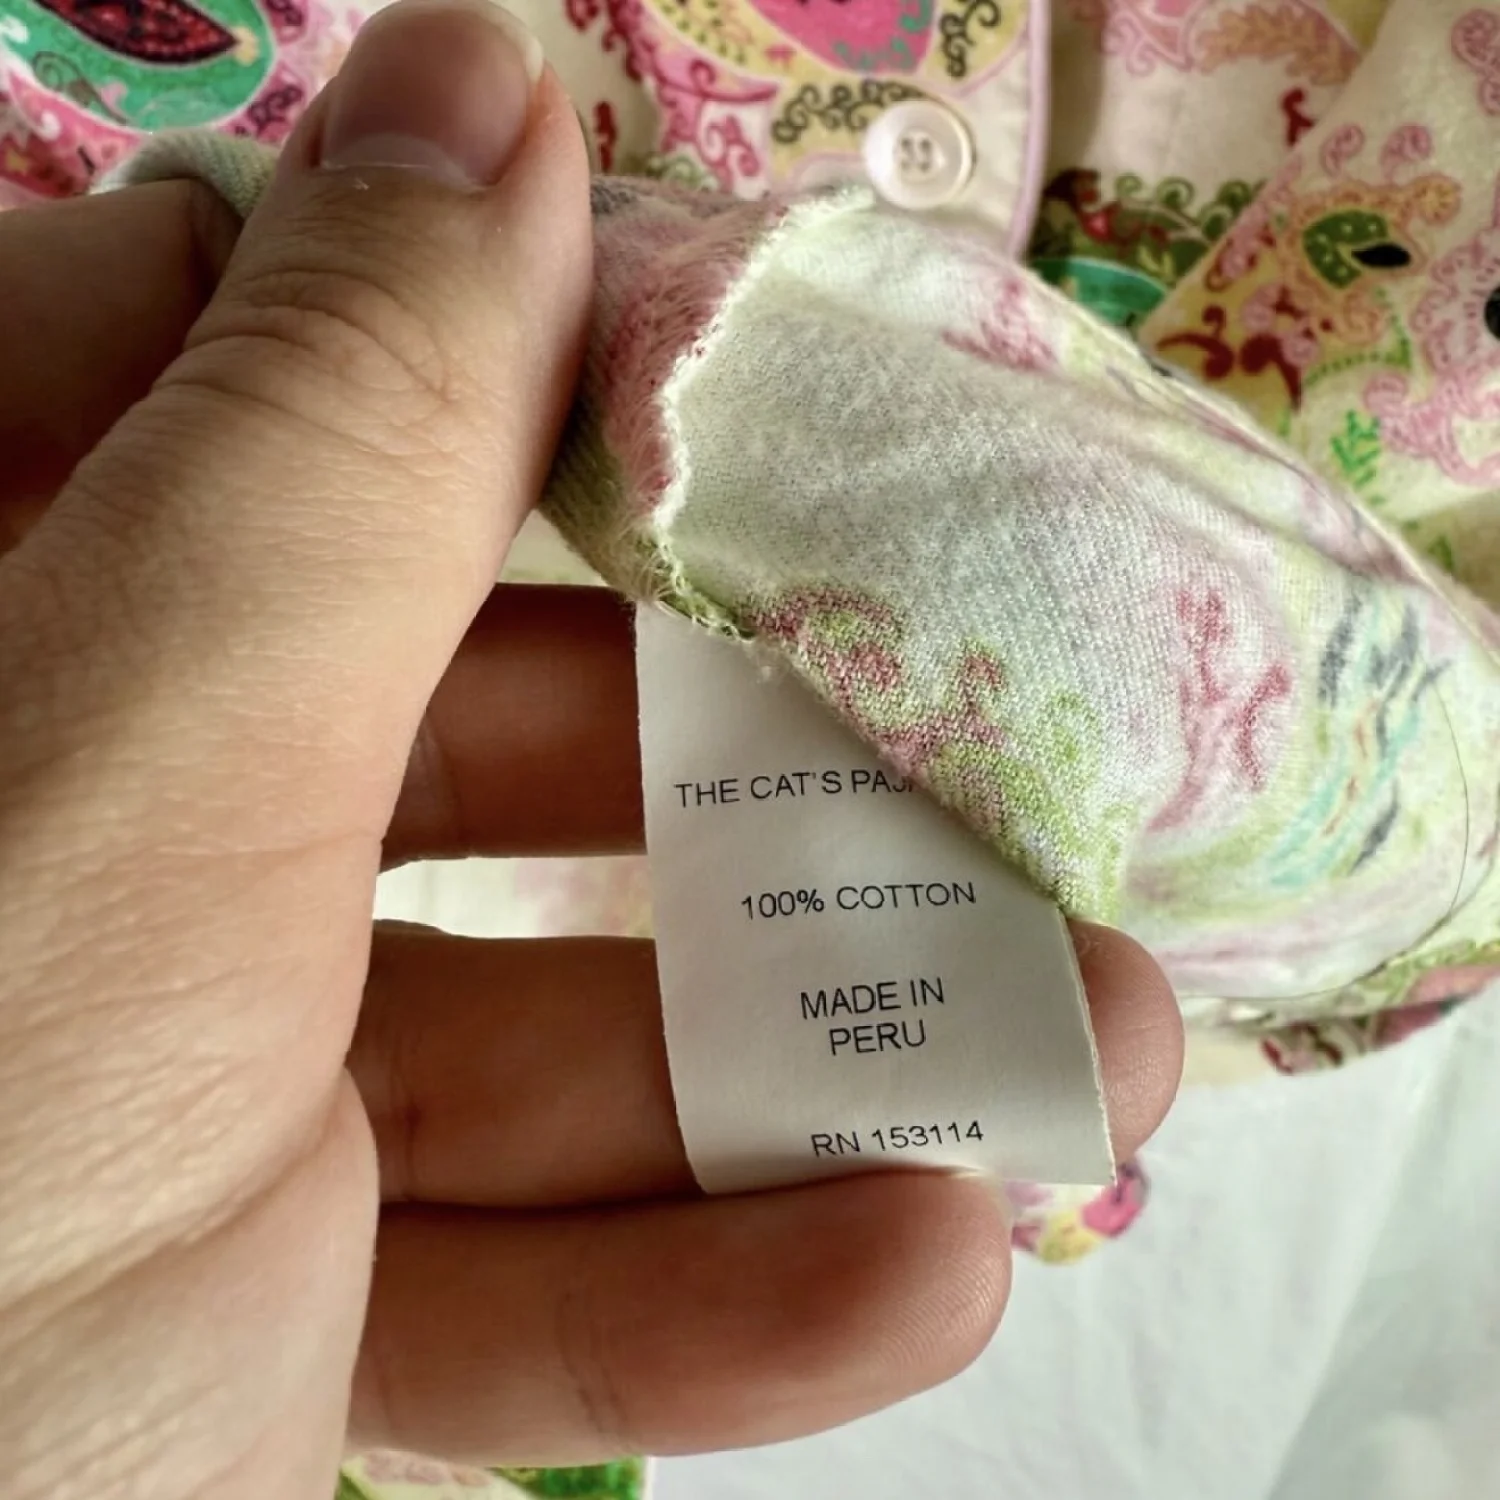 THE CAT'S
100% COTTON
MADE IN
PERU
RN 153114